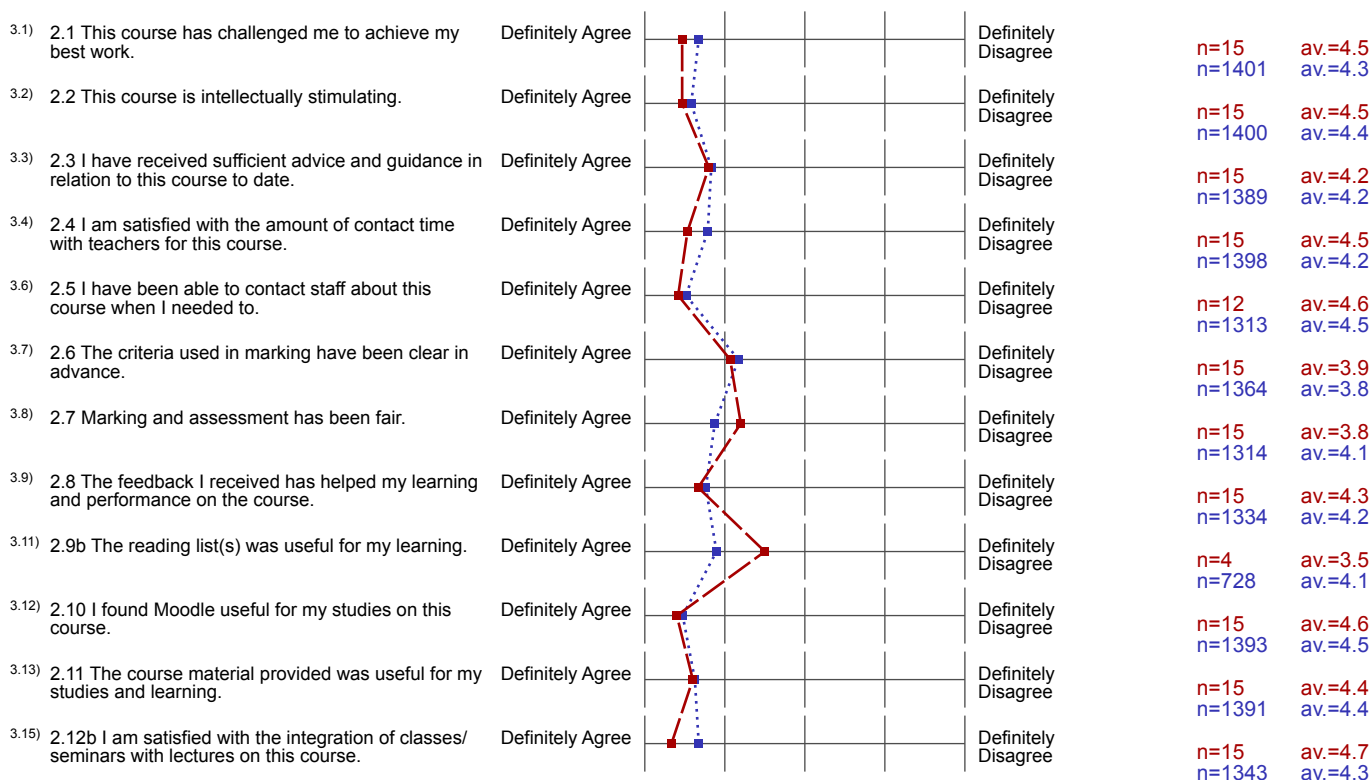 3.1) 2.1 This course has challenged me to achieve my best work. Definitely Agree Definitely Disagree n=15 av.=4.5
n=1401 av.=4.3
3.2) 2.2 This course is intellectually stimulating. Definitely Agree Definitely Disagree n=15 av.=4.5
n=1400 av.=4.4
3.3) 2.3 I have received sufficient advice and guidance in relation to this course to date. Definitely Agree Definitely Disagree n=15 av.=4.2
n=1389 av.=4.2
3.4) 2.4 I am satisfied with the amount of contact time with teachers for this course. Definitely Agree Definitely Disagree n=15 av.=4.5
n=1398 av.=4.2
3.6) 2.5 I have been able to contact staff about this course when I needed to. Definitely Agree Definitely Disagree n=12 av.=4.6
n=1313 av.=4.5
3.7) 2.6 The criteria used in marking have been clear in advance. Definitely Agree Definitely Disagree n=15 av.=3.9
n=1364 av.=3.8
3.8) 2.7 Marking and assessment has been fair. Definitely Agree Definitely Disagree n=15 av.=3.8
n=1314 av.=4.1
3.9) 2.8 The feedback I received has helped my learning and performance on the course. Definitely Agree Definitely Disagree n=15 av.=4.3
n=1334 av.=4.2
3.11) 2.9b The reading list(s) was useful for my learning. Definitely Agree Definitely Disagree n=4 av.=3.5
n=728 av.=4.1
3.12) 2.10 I found Moodle useful for my studies on this course. Definitely Agree Definitely Disagree n=15 av.=4.6
n=1393 av.=4.5
3.13) 2.11 The course material provided was useful for my studies and learning. Definitely Agree Definitely Disagree n=15 av.=4.4
n=1391 av.=4.4
3.15) 2.12b I am satisfied with the integration of classes/ seminars with lectures on this course. Definitely Agree Definitely Disagree n=15 av.=4.7
n=1343 av.=4.3